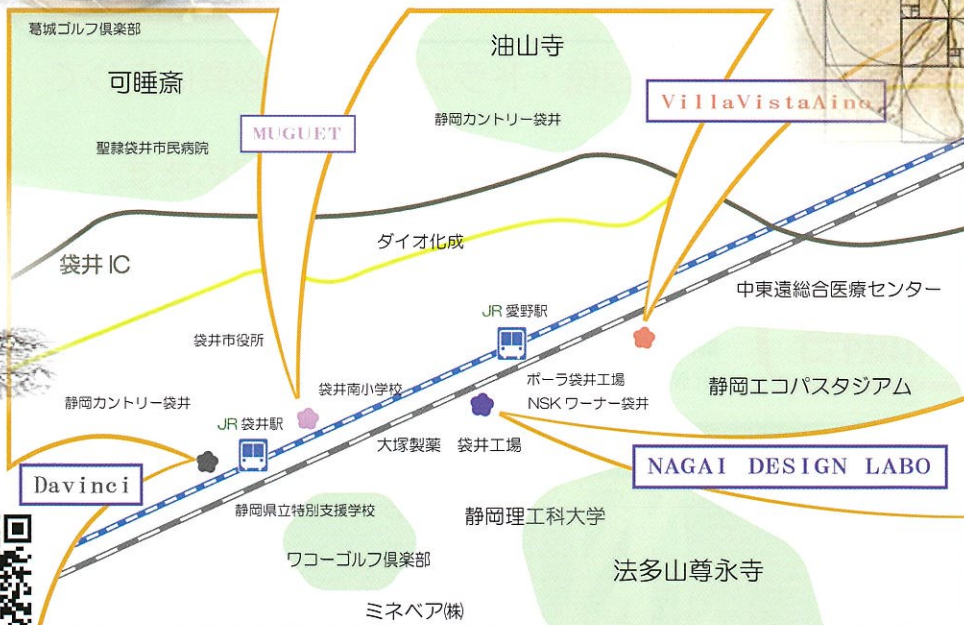 葛城ゴルフ倶楽部
可睡斎
油山寺
VillaVistaAino
静岡カントリー袋井
MUGUET
聖隷袋井市民病院
ダイオ化成
袋井 IC
中東遠総合医療センター
JR 愛野駅
袋井市役所
ポーラ袋井工場
静岡エコパスタジアム
袋井南小学校
NSK ワーナー袋井
静岡カントリー袋井
JR 袋井駅
大塚製薬 袋井工場
NAGAI DESIGN LABO
Davinci
静岡県立特別支援学校
静岡理工科大学
ワコーゴルフ倶楽部
法多山尊永寺
ミネベア㈱